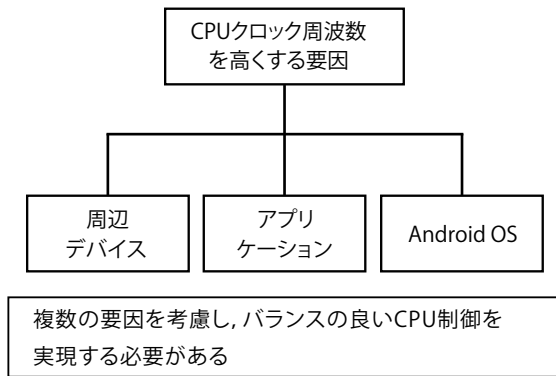 CPUクロック周波数
を高くする要因
周辺
デバイス
アプリ
ケーション
Android OS
複数の要因を考慮し, バランスの良いCPU制御を
実現する必要がある